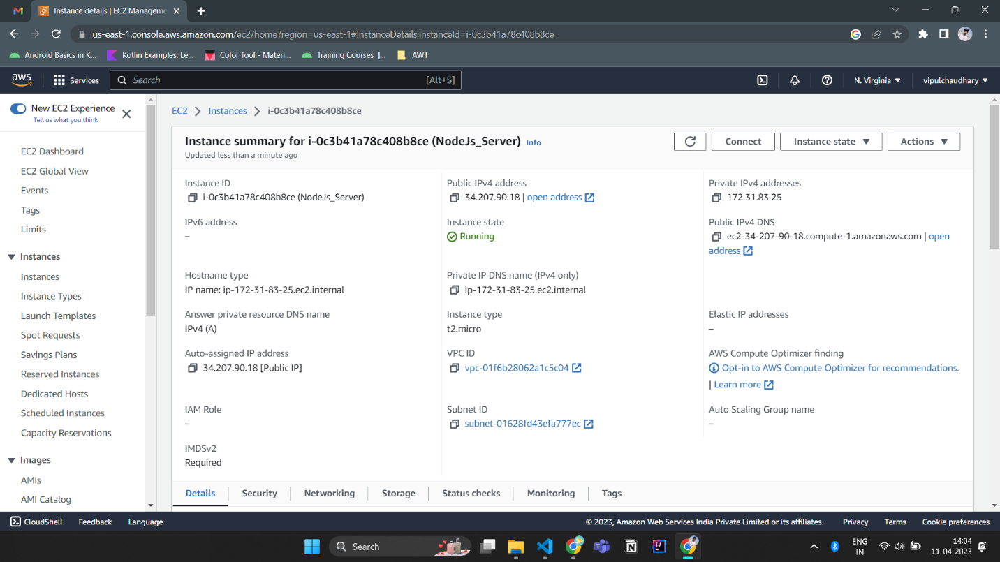 Instance details | EC2 Manageme
us-east-1.console.aws.amazon.com/ec2/home?region=us-east-1#InstanceDetails:instanceId=i-0c3b41a78c408b8ce
Android Basics in K...
Kotlin Examples: Le...
Color Tool - Materi...
Training Courses |...
AWT
aws
Services
Search
[Alt+S]
N. Virginia
vipulchaudhary
New EC2 Experience
Tell us what you think
EC2 Dashboard
EC2 Global View
Events
Tags
Limits
Instances
Instances
Instance Types
Launch Templates
Spot Requests
Savings Plans
Reserved Instances
Dedicated Hosts
Scheduled Instances
Capacity Reservations
Images
AMIs
AMI Catalog
EC2
Instances
i-0c3b41a78c408b8ce
Instance summary for i-0c3b41a78c408b8ce (NodeJs_Server) Info
Updated less than a minute ago
Connect
Instance state
Actions
Instance ID
i-0c3b41a78c408b8ce (NodeJs_Server)
Public IPv4 address
34.207.90.18 | open address
Private IPv4 addresses
172.31.83.25
IPv6 address
–
Instance state
Running
Public IPv4 DNS
ec2-34-207-90-18.compute-1.amazonaws.com | open
address
Hostname type
IP name: ip-172-31-83-25.ec2.internal
Private IP DNS name (IPv4 only)
ip-172-31-83-25.ec2.internal
Answer private resource DNS name
IPv4 (A)
Instance type
t2.micro
Elastic IP addresses
–
Auto-assigned IP address
34.207.90.18 [Public IP]
VPC ID
vpc-01f6b28062a1c5c04
AWS Compute Optimizer finding
Opt-in to AWS Compute Optimizer for recommendations.
| Learn more
IAM Role
–
Subnet ID
subnet-01628fd43efa777ec
Auto Scaling Group name
–
IMDSv2
Required
Details
Security
Networking
Storage
Status checks
Monitoring
Tags
CloudShell
Feedback
Language
© 2023, Amazon Web Services India Private Limited or its affiliates.
Privacy
Terms
Cookie preferences
Search
ENG
IN
14:04
11-04-2023